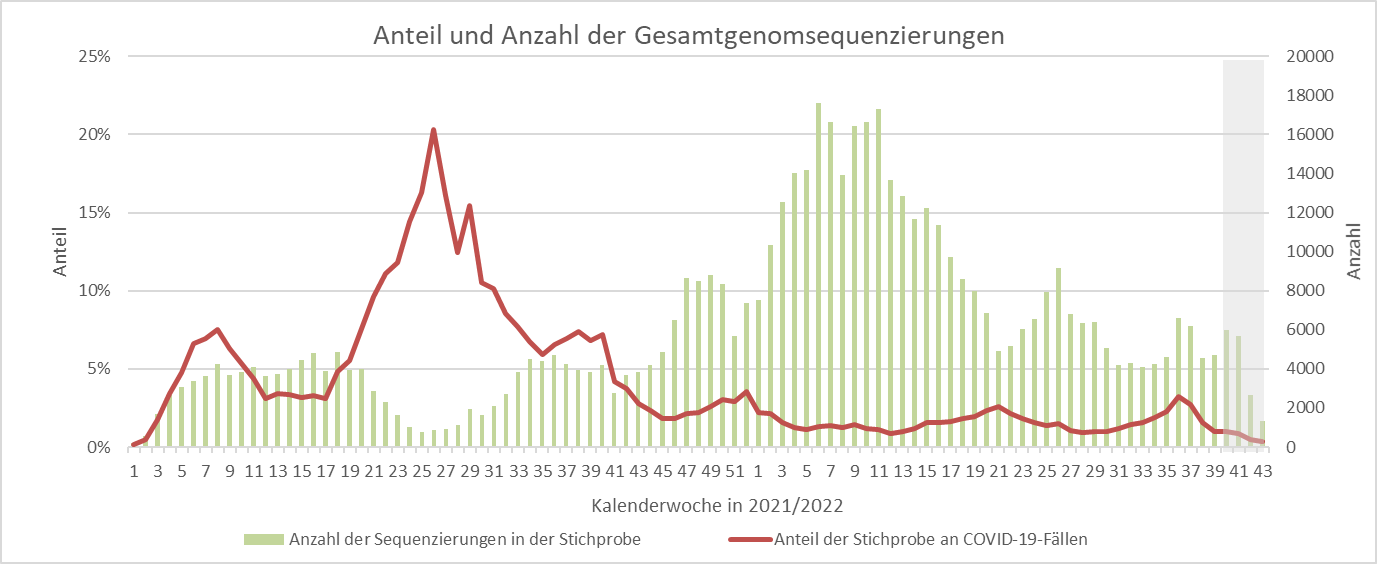 Anteil und Anzahl der Gesamtgenomsequenzierungen
25% 20000
18000
20% 16000
14000
15% 12000
10% 10000
8000
6000
5% 4000
2000
0% 0
Anteil
Anzahl
1 3 5 7 9 11 13 15 17 19 21 23 25 27 29 31 33 35 37 39 41 43 45 47 49 51 1 3 5 7 9 11 13 15 17 19 21 23 25 27 29 31 33 35 37 39 41 43
Kalenderwoche in 2021/2022
Anzahl der Sequenzierungen in der Stichprobe Anteil der Stichprobe an COVID-19-Fällen